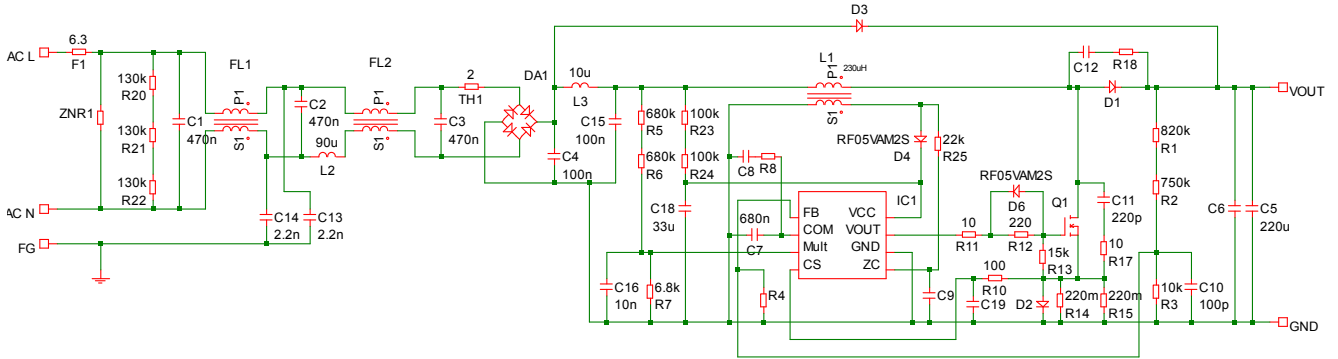 AC L
6.3
F1
130k
R20
ZNR1
130k
R21
130k
R22
AC N
FG
C1
470n
FL1
P1
S1
C2
470n
90u
L2
C14
2.2n
C13
2.2n
FL2
P1
S1
C3
470n
2
TH1
DA1
10u
L3
C15
100n
C4
100n
680k
R5
680k
R6
100k
R23
100k
R24
C18
33u
C16
10n
6.8k
R7
D3
L1
P1
230uH
S1
C8
R8
680n
C7
R4
RF05VAM2S
D4
22k
R25
IC1
FB
COM
Mult
CS
VCC
VOUT
GND
ZC
C9
10
R11
RF05VAM2S
D6
220
R12
Q1
15k
R13
100
R10
C19
D2
220m
R14
220m
R15
C11
220p
10
R17
C12
R18
D1
820k
R1
750k
R2
10k
R3
C10
100p
C6
C5
220u
VOUT
GND